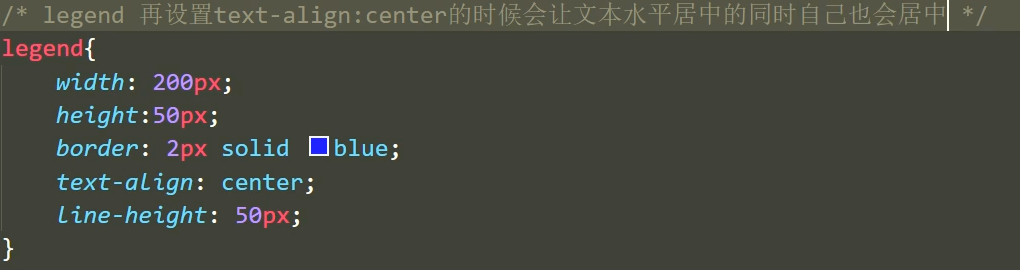 /* legend 再设置text-align:center的时候会让文本水平居中的同时自己也会居中 */
legend{
    width: 200px;
    height:50px;
    border: 2px solid blue;
    text-align: center;
    line-height: 50px;
}